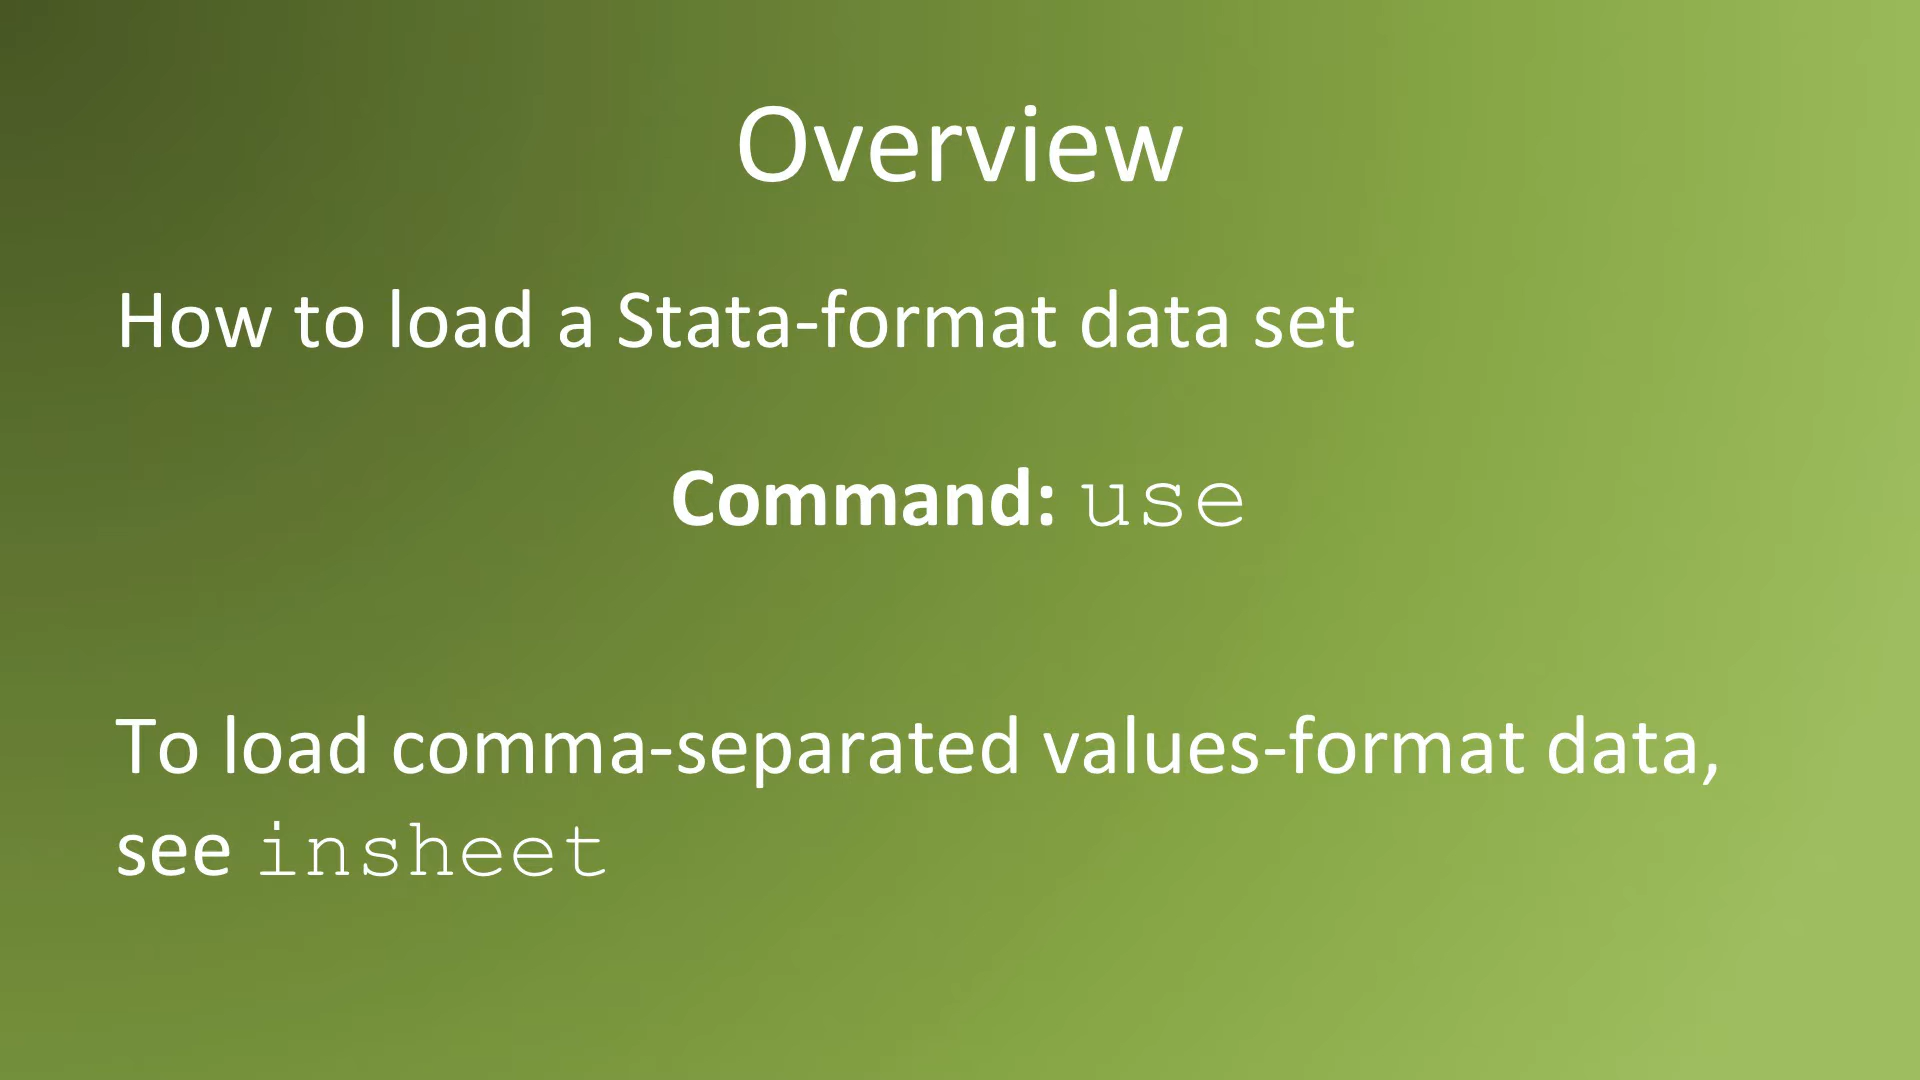 Overview
How to load a Stata-format data set
Command: use
To load comma-separated values-format data,
see insheet